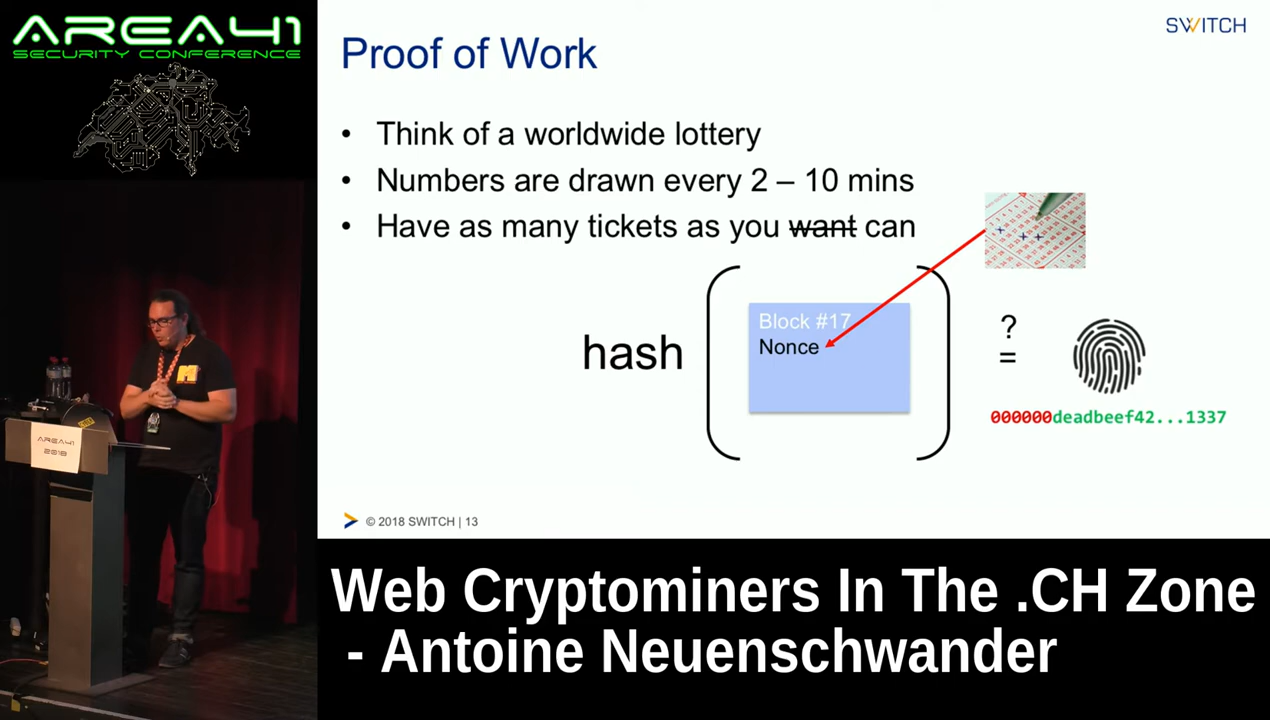 AREA41
SECURITY CONFERENCE
SWITCH
Proof of Work
• Think of a worldwide lottery
• Numbers are drawn every 2 – 10 mins
• Have as many tickets as you want can
hash
Block #17
Nonce
?
=
000000deadbeef42...1337
© 2018 SWITCH | 13
AREA41
2018
Web Cryptominers In The .CH Zone
- Antoine Neuenschwander